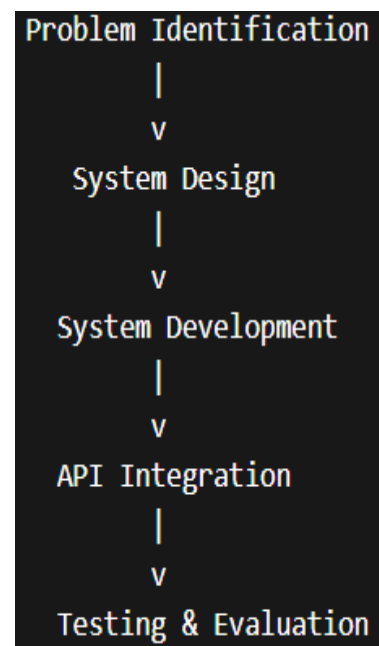 Problem Identification
|
v
System Design
|
v
System Development
|
v
API Integration
|
v
Testing & Evaluation